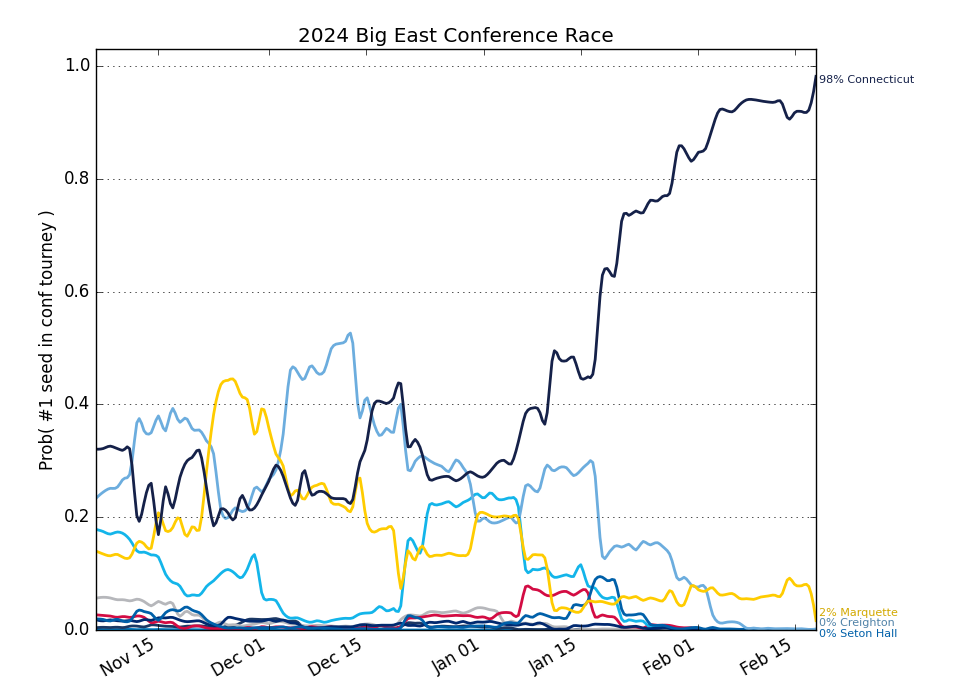 2024 Big East Conference Race
Prob( #1 seed in conf tourney )
1.0
0.8
0.6
0.4
0.2
0.0
Nov 15
Dec 01
Dec 15
Jan 01
Jan 15
Feb 01
Feb 15
98% Connecticut
2% Marquette
0% Creighton
0% Seton Hall